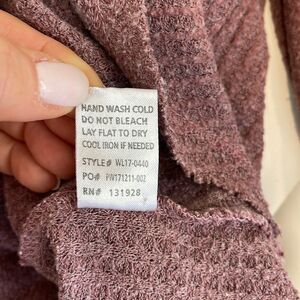 HAND WASH COLD
DO NOT BLEACH
LAY FLAT TO DRY
COOL IRON IF NEEDED
STYLE# WL17-0440
PO# PW171211-002
RN# 131928